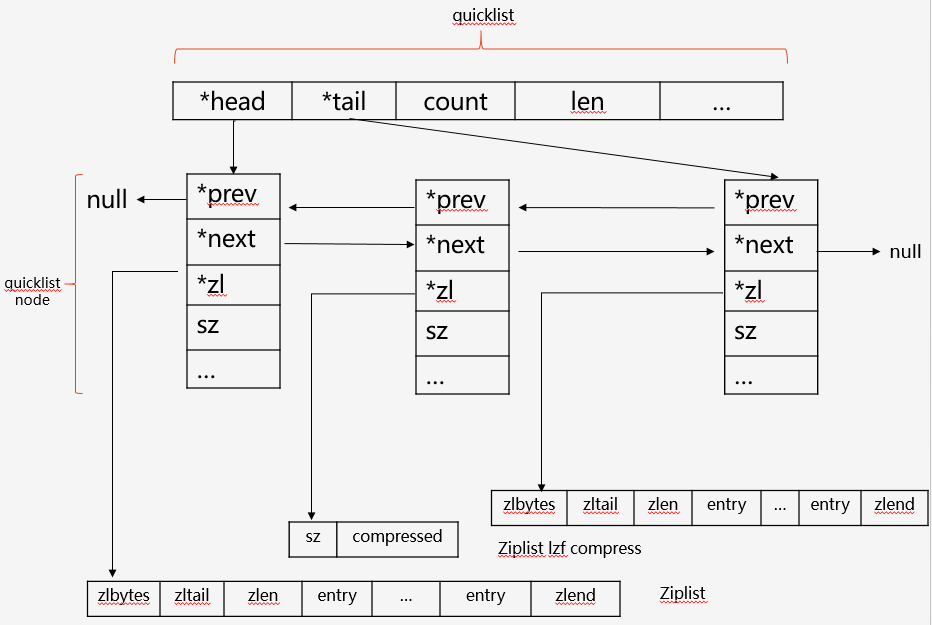 quicklist
*head *tail count len ...
null
*prev
*next
*zl
sz
...
*prev
*next
*zl
sz
...
*prev
*next
*zl
sz
...
null
quicklist
node
zlbytes zltail zlen entry ... entry zlend
sz compressed
Ziplist lzf compress
zlbytes zltail zlen entry ... entry zlend
Ziplist